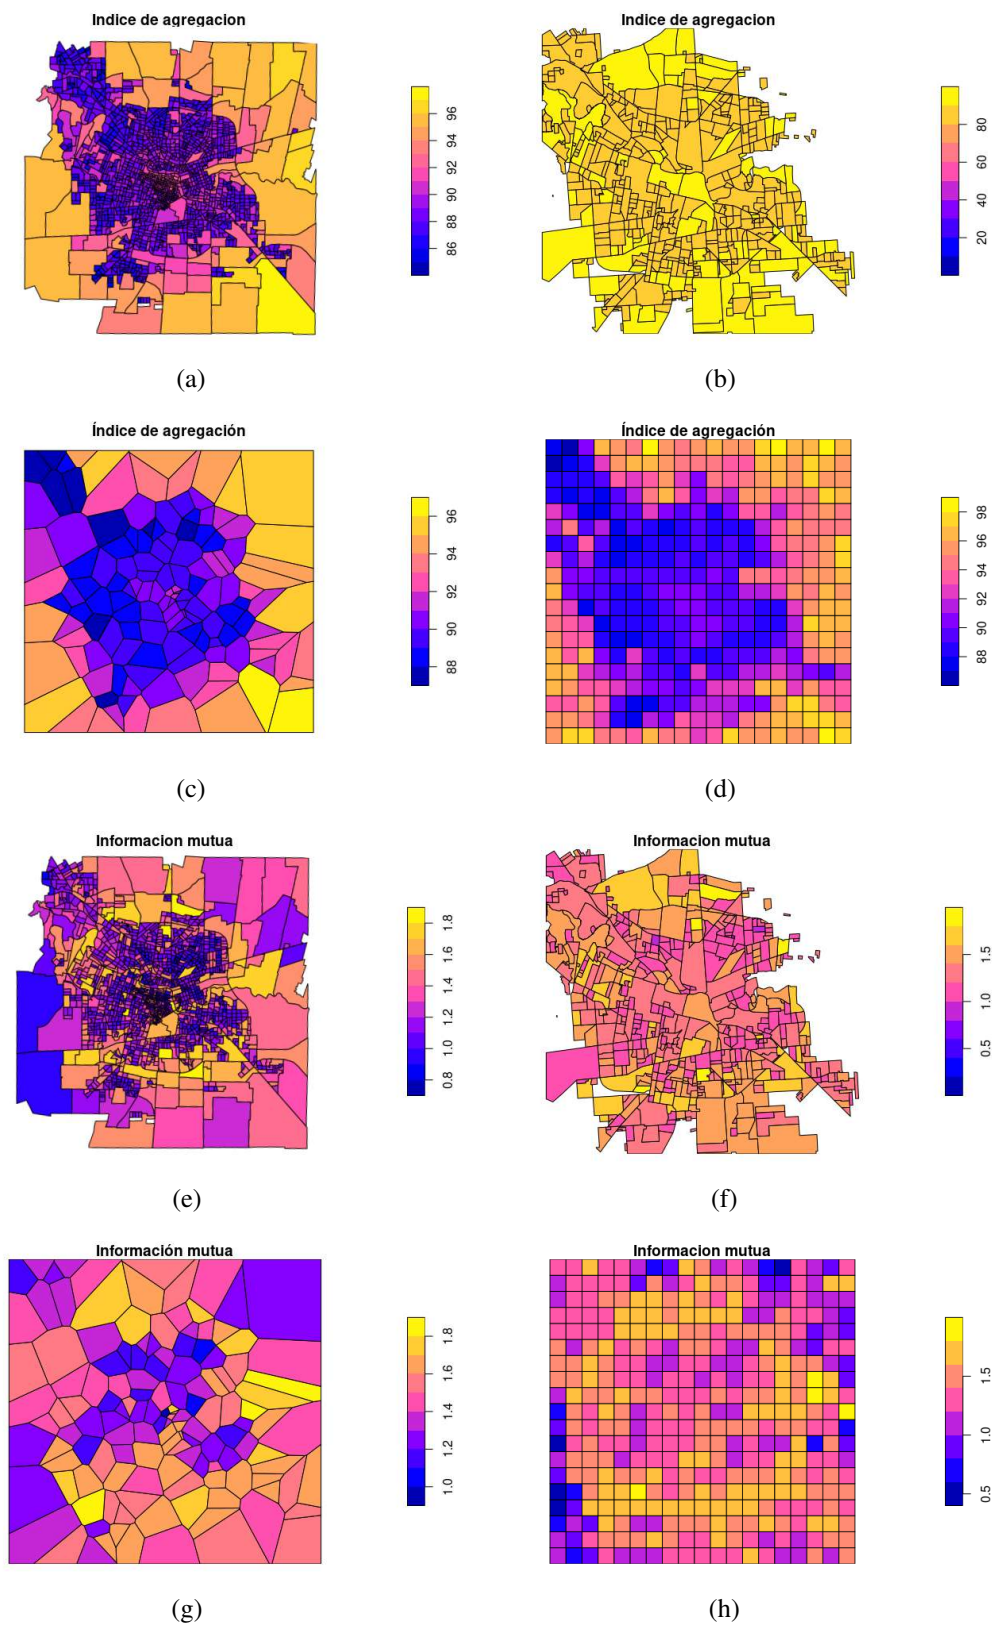 Indice de agregacion
Indice de agregacion
86 88 90 92 94 96
20 40 60 80
(a)
(b)
Índice de agregación
Índice de agregación
88 90 92 94 96
88 90 92 94 96 98
(c)
(d)
Informacion mutua
Informacion mutua
0.8 1.0 1.2 1.4 1.6 1.8
0.5 1.0 1.5
(e)
(f)
Información mutua
Informacion mutua
1.0 1.2 1.4 1.6 1.8
0.5 1.0 1.5
(g)
(h)